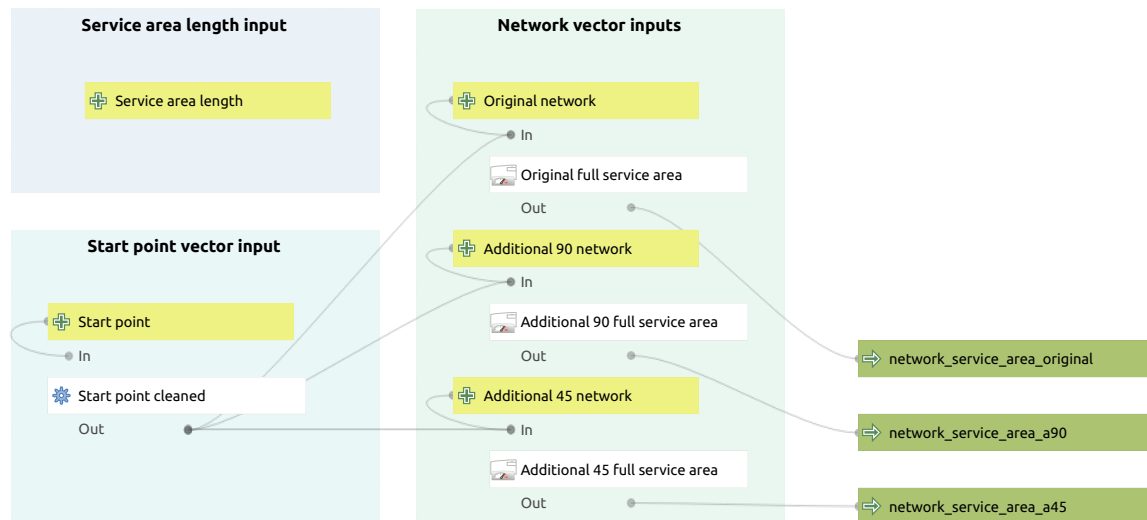 Service area length input
Service area length
Start point vector input
Start point
In
Start point cleaned
Out
Network vector inputs
Original network
In
Original full service area
Out
Additional 90 network
In
Additional 90 full service area
Out
Additional 45 network
In
Additional 45 full service area
Out
network_service_area_original
network_service_area_a90
network_service_area_a45